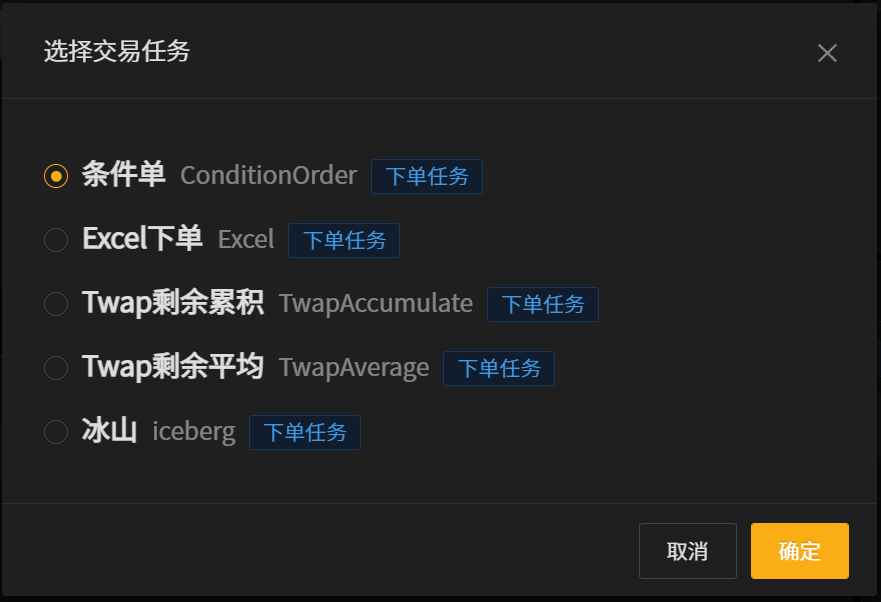 选择交易任务
条件单 ConditionOrder 下单任务
Excel下单 Excel 下单任务
Twap剩余累积 TwapAccumulate 下单任务
Twap剩余平均 TwapAverage 下单任务
冰山 iceberg 下单任务
取消 确定